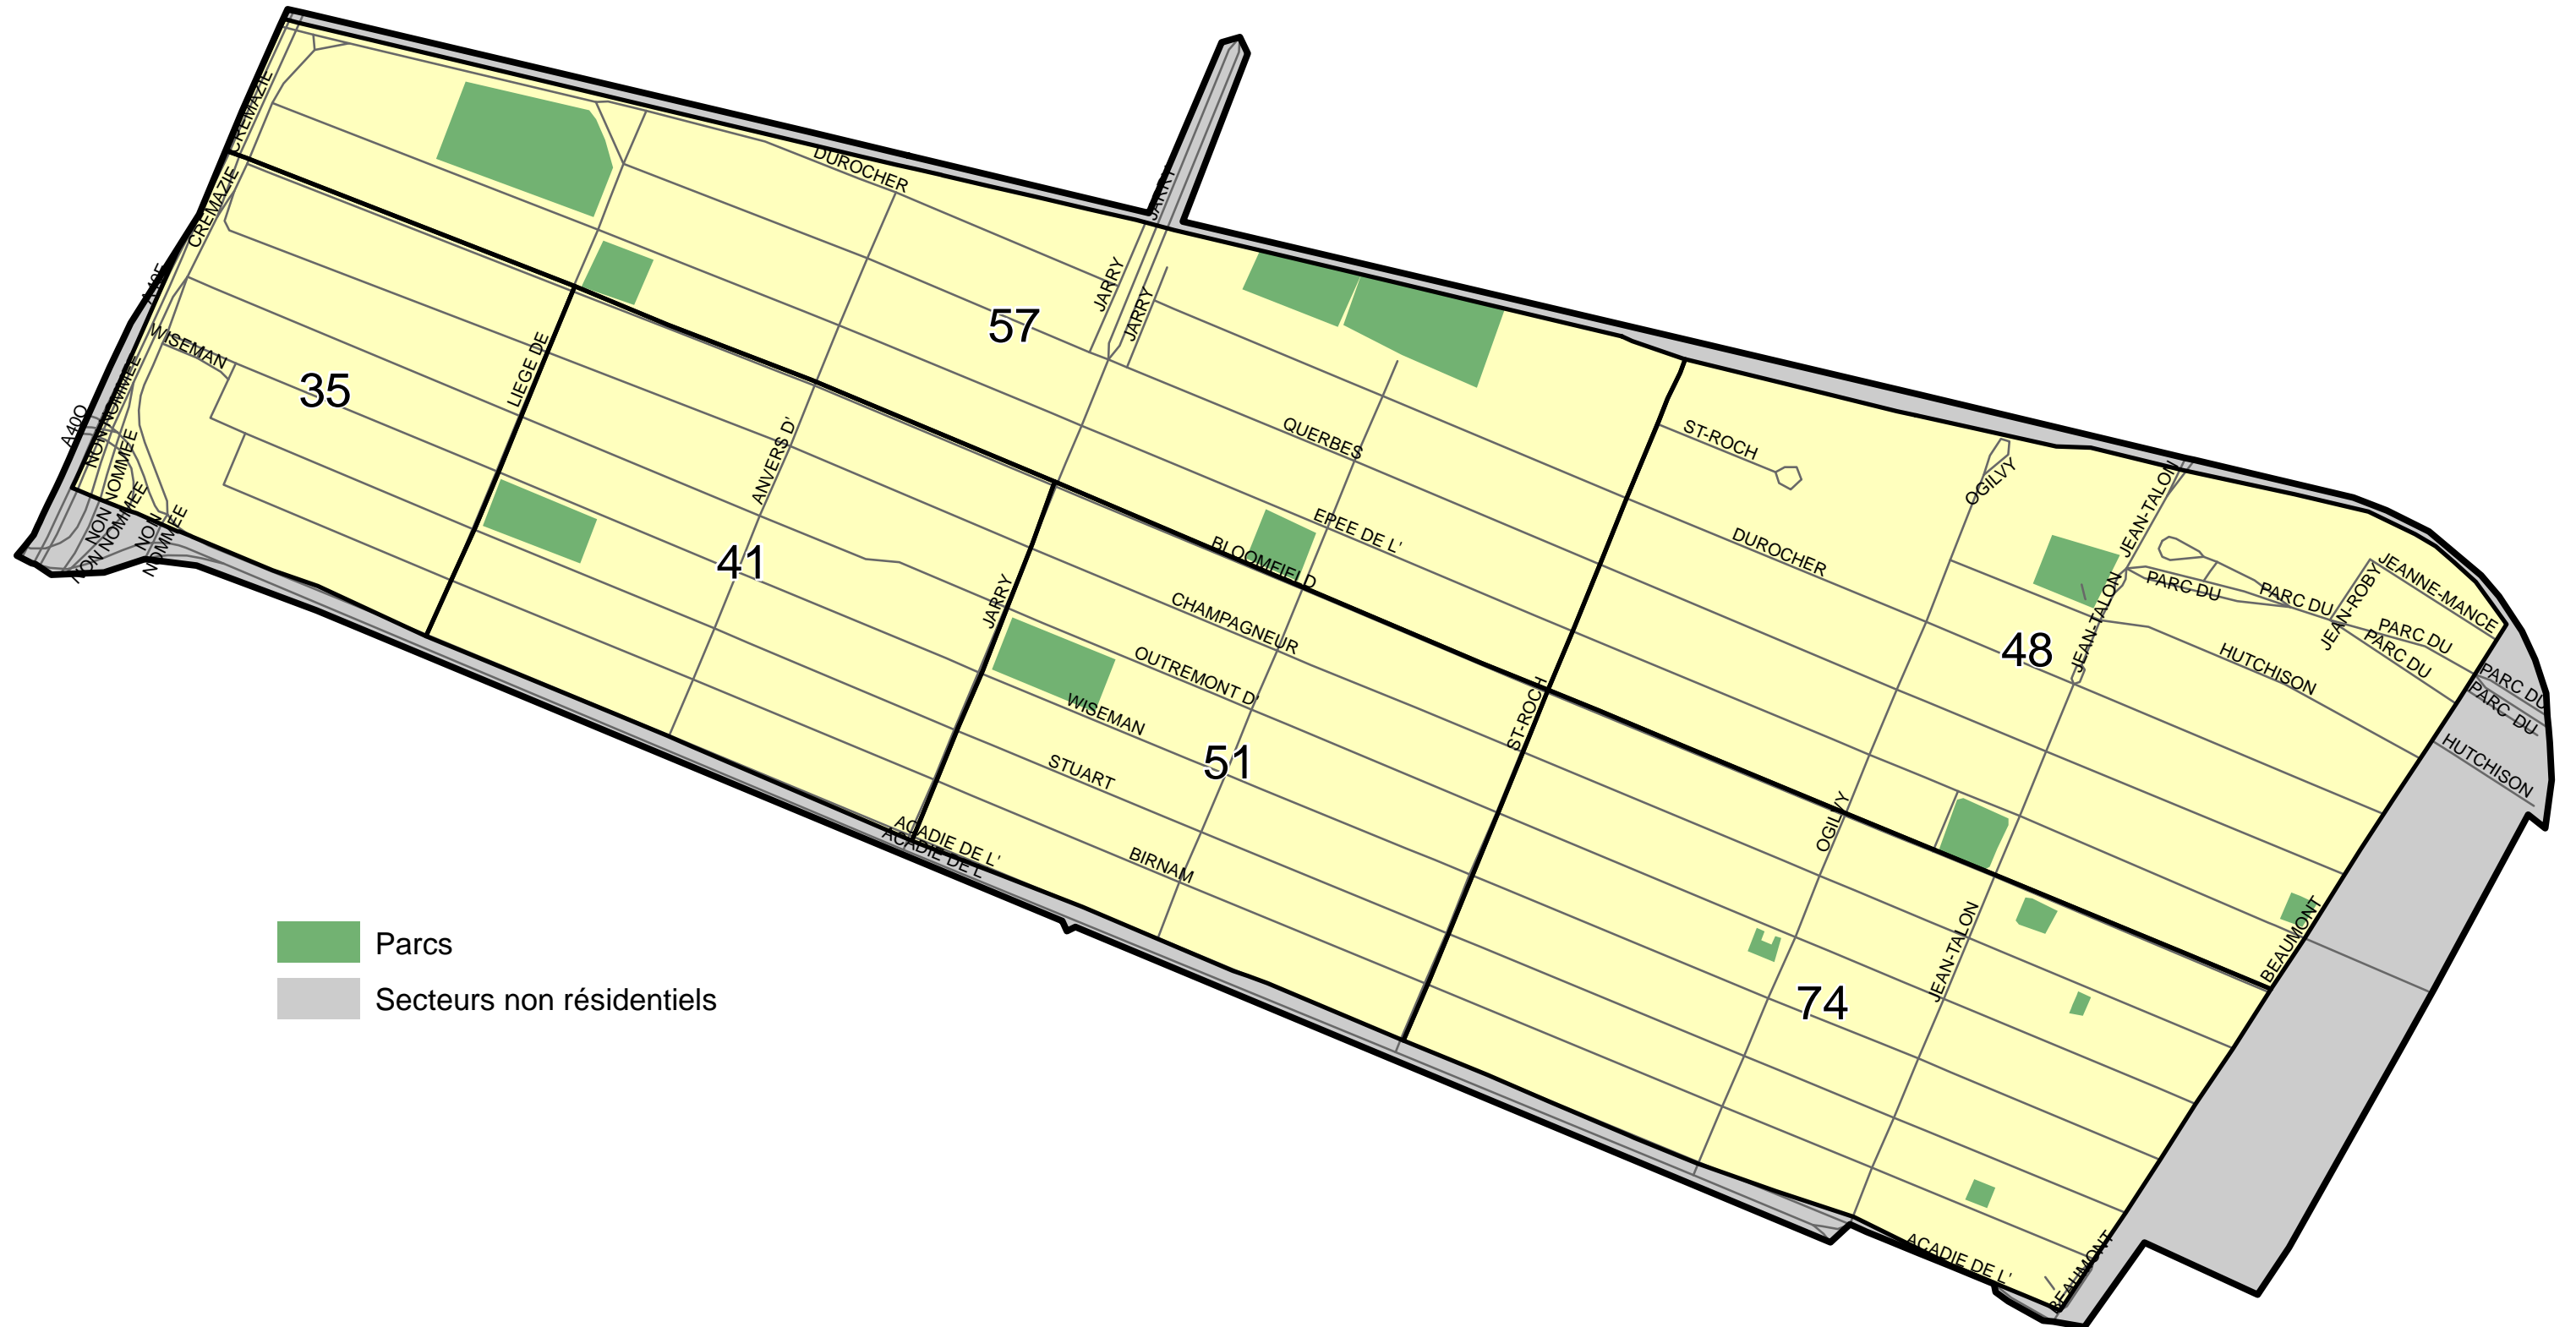 CREMAZIE
CREMAZIE
DUROCHER
JARRY
JARRY
JARRY
57
WISEMAN
35
LIEGE DE
A40O
NON NOMMEE
NON NOMMEE
NON NOMMEE
NON
NOMMEE
ANVERS D'
41
QUERBES
EPEE DE L'
BLOOMFIELD
CHAMPAGNEUR
OUTREMONT D'
WISEMAN
JARRY
STUART
51
BIRNAM
ACADIE DE L'
ACADIE DE L'
ST-ROCH
ST-ROCH
DUROCHER
OGILVY
JEAN-TALON
JEAN-TALON
PARC DU
PARC DU
JEAN-ROBY
JEANNE-MANCE
PARC DU
PARC DU
PARC DU
PARC DU
48
HUTCHISON
HUTCHISON
OGILVY
JEAN-TALON
74
BEAUMONT
ACADIE DE L'
BEAUMONT
Parcs
Secteurs non résidentiels